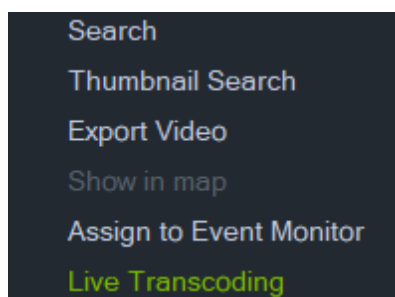 Search
Thumbnail Search
Export Video
Show in map
Assign to Event Monitor
Live Transcoding